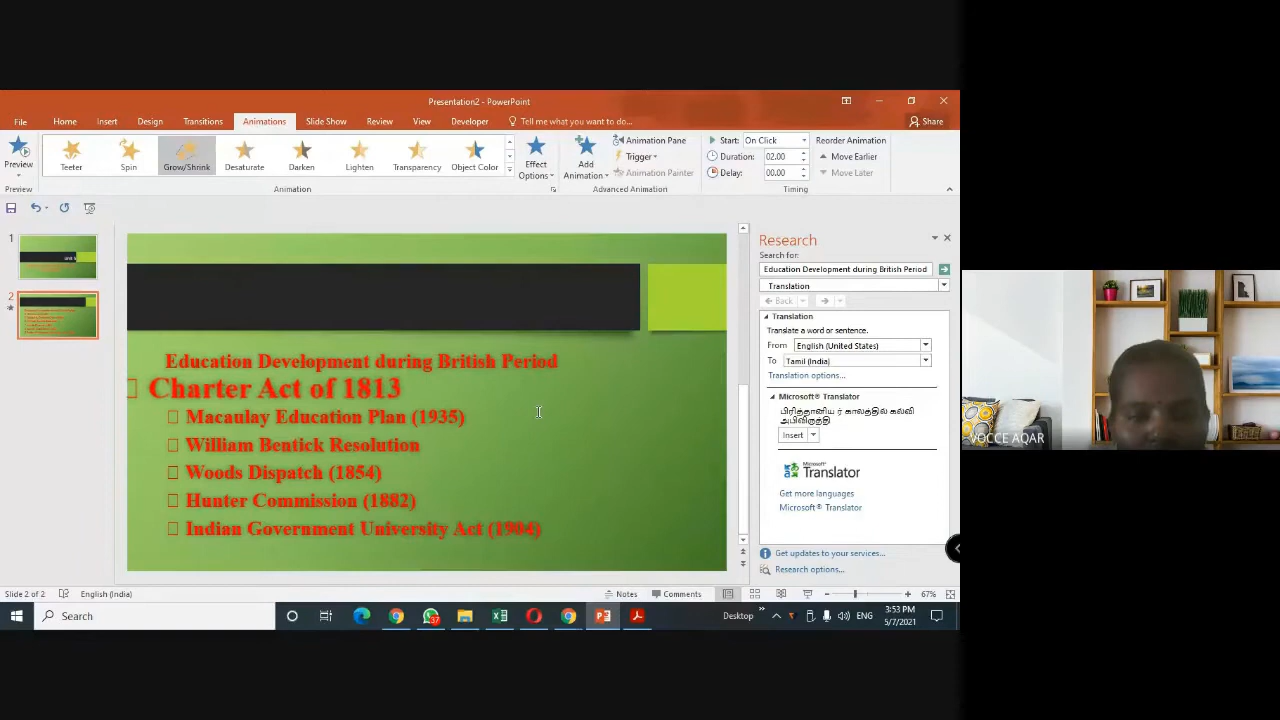 Presentation2 - PowerPoint
File Home Insert Design Transitions Animations Slide Show Review View Developer Tell me what you want to do... Share
Preview
Teeter Spin Grow/Shrink Desaturate Darken Lighten Transparency Object Color
Effect Options
Add Animation
Animation Pane
Trigger
Animation Painter
Start: On Click
Duration: 02.00
Delay: 00.00
Reorder Animation
Move Earlier
Move Later
Preview Animation Advanced Animation Timing
1
2
Education Development during British Period
Charter Act of 1813
Macaulay Education Plan (1935)
William Bentick Resolution
Woods Dispatch (1854)
Hunter Commission (1882)
Indian Government University Act (1904)
Research
Search for:
Education Development during British Period
Translation
Back
Translation
Translate a word or sentence.
From English (United States)
To Tamil (India)
Translation options...
Microsoft® Translator
பிரித்தானிய ர் காலத்தில் கல்வி
அபிவிருத்தி
Insert
Microsoft
Translator
Get more languages
Microsoft® Translator
Get updates to your services...
Research options...
VOCCE AQAR
Slide 2 of 2 English (India) Notes Comments 67%
Search
37
Desktop
ENG
3:53 PM
5/7/2021